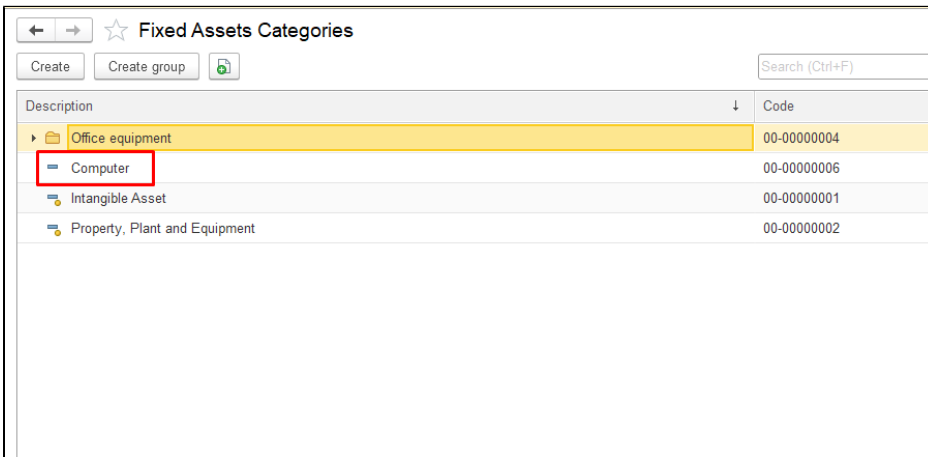 Fixed Assets Categories
Create Create group Search (Ctrl+F)
Description ↓ Code
Office equipment 00-00000004
Computer 00-00000006
Intangible Asset 00-00000001
Property, Plant and Equipment 00-00000002